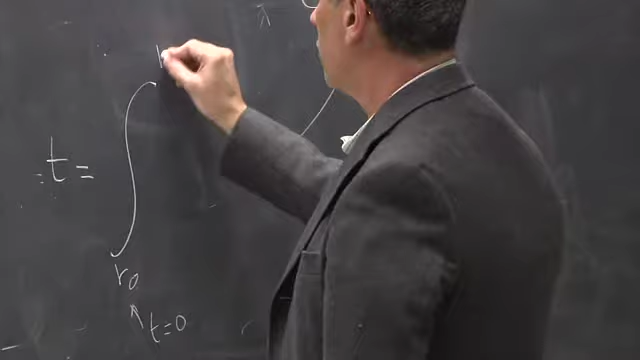 t = ∫
r₀
t=0